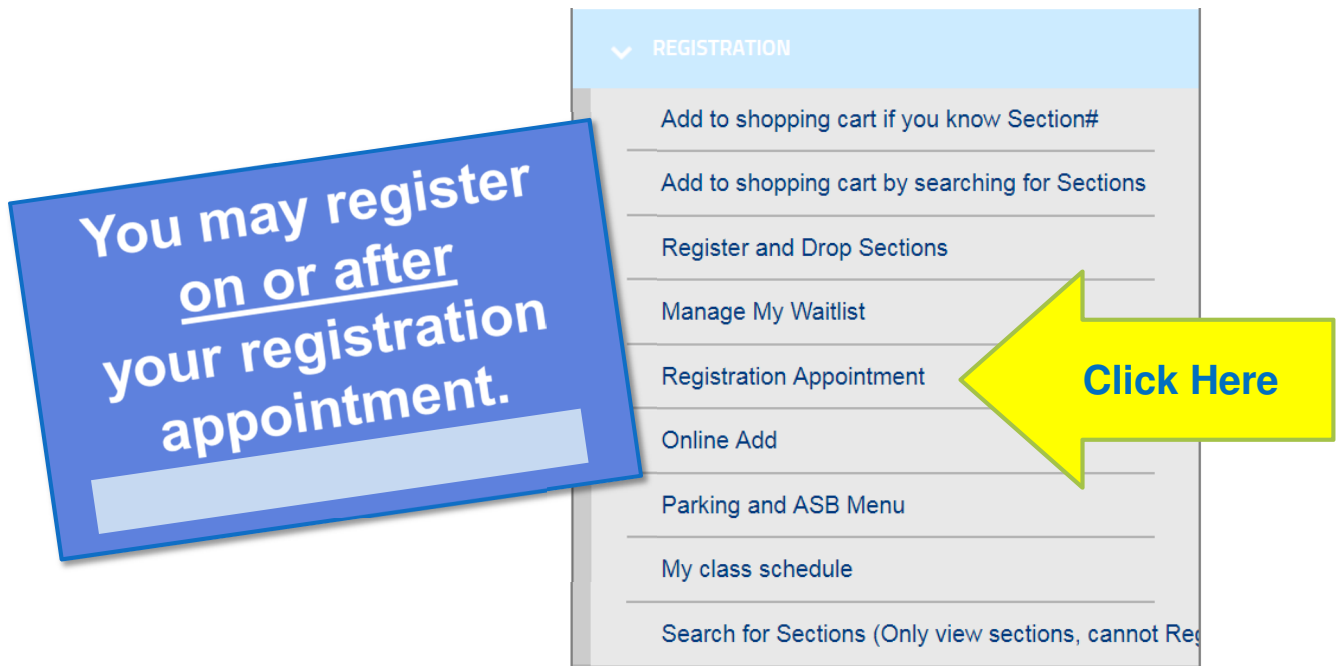 You may register
on or after
your registration
appointment.
REGISTRATION
Add to shopping cart if you know Section#
Add to shopping cart by searching for Sections
Register and Drop Sections
Manage My Waitlist
Registration Appointment
Click Here
Online Add
Parking and ASB Menu
My class schedule
Search for Sections (Only view sections, cannot Reg